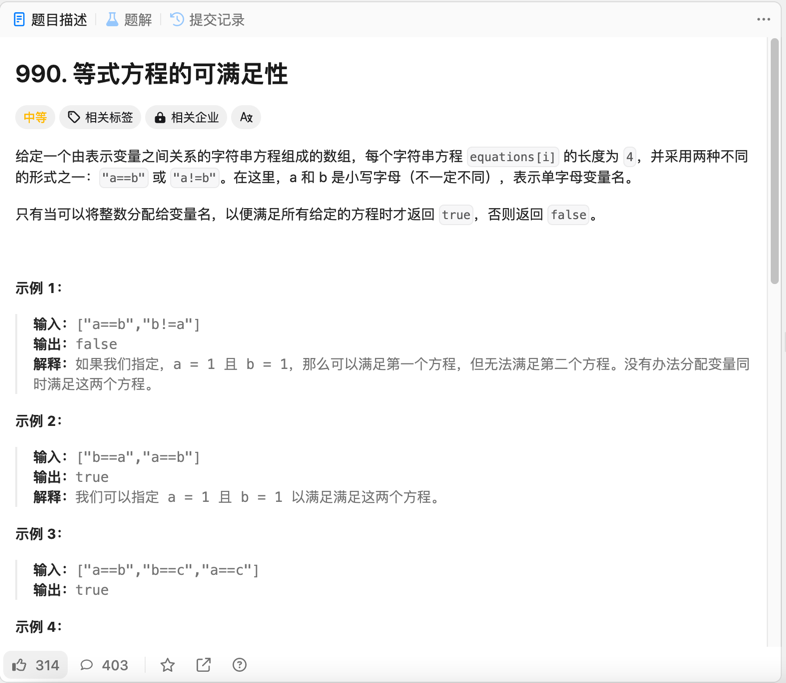 题目描述 题解 提交记录
990. 等式方程的可满足性
中等 相关标签 相关企业 Aな
给定一个由表示变量之间关系的字符串方程组成的数组，每个字符串方程 equations[i] 的长度为 4，并采用两种不同
的形式之一："a==b" 或 "a!=b"。在这里，a 和 b 是小写字母（不一定不同），表示单字母变量名。
只有当可以将整数分配给变量名，以便满足所有给定的方程时才返回 true，否则返回 false。
示例 1：
输入：["a==b","b!=a"]
输出：false
解释：如果我们指定，a = 1 且 b = 1，那么可以满足第一个方程，但无法满足第二个方程。没有办法分配变量同
时满足这两个方程。
示例 2：
输入：["b==a","a==b"]
输出：true
解释：我们可以指定 a = 1 且 b = 1 以满足满足这两个方程。
示例 3：
输入：["a==b","b==c","a==c"]
输出：true
示例 4：
314 403